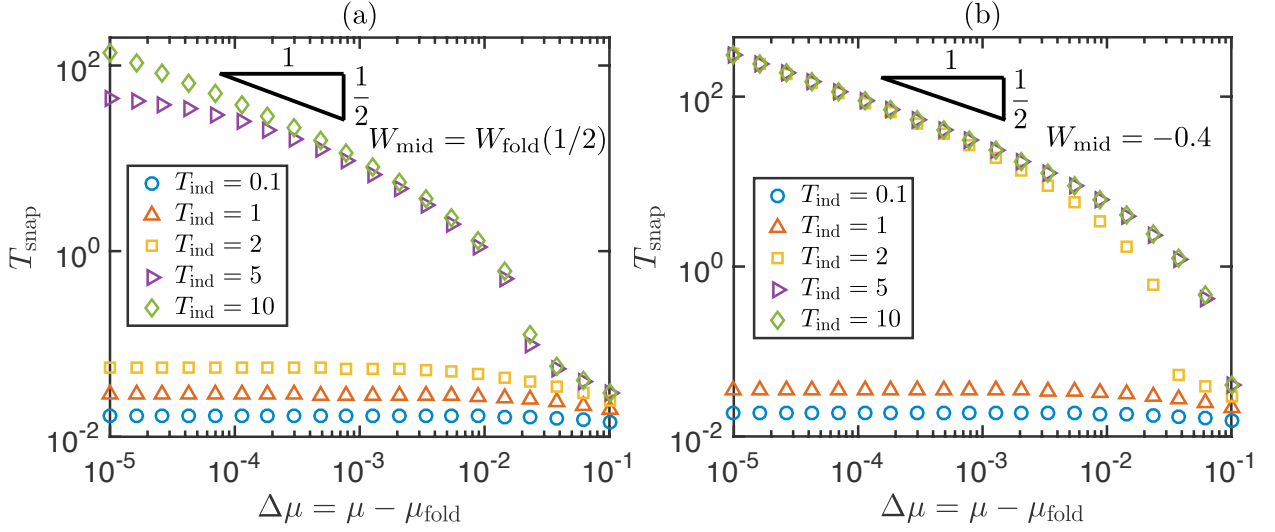 (a)
10^2
10^0
10^-2
T_snap
1
1/2
W_mid = W_fold(1/2)
T_ind = 0.1
T_ind = 1
T_ind = 2
T_ind = 5
T_ind = 10
10^-5 10^-4 10^-3 10^-2 10^-1
Δμ = μ − μ_fold
(b)
10^2
10^0
10^-2
T_snap
1
1/2
W_mid = −0.4
T_ind = 0.1
T_ind = 1
T_ind = 2
T_ind = 5
T_ind = 10
10^-5 10^-4 10^-3 10^-2 10^-1
Δμ = μ − μ_fold